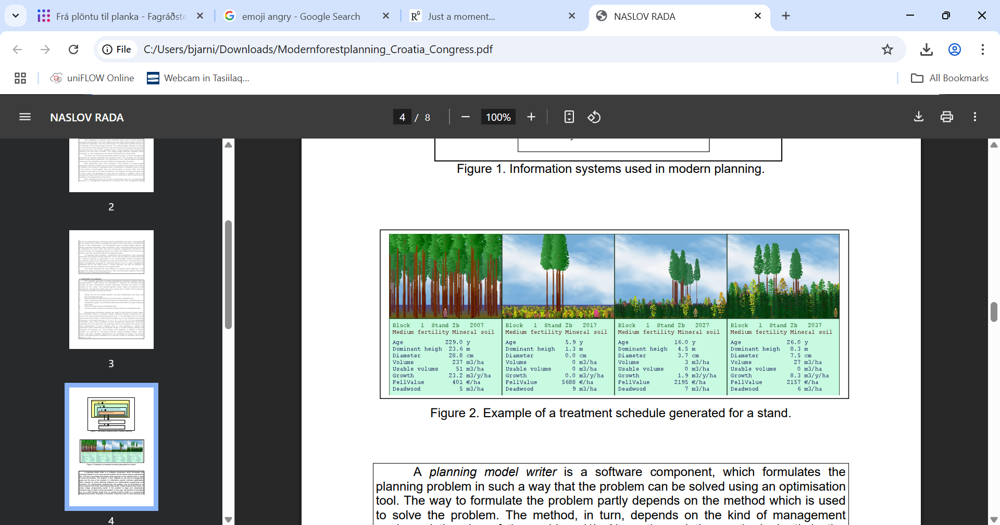 Frá plöntu til planka - Fagráðste
emoji angry - Google Search
Just a moment...
NASLOV RADA
File
C:/Users/bjarni/Downloads/Modernforestplanning_Croatia_Congress.pdf
uniFLOW Online
Webcam in Tasiilaq...
All Bookmarks
NASLOV RADA
4 / 8
100%
2
3
4
Figure 1. Information systems used in modern planning.
Block 1 Stand 2b 2007
Medium fertility Mineral soil
Age 229.0 y
Dominant heigh 23.6 m
Diameter 28.8 cm
Volume 237 m3/ha
Usable volume 51 m3/ha
Growth 23.2 m3/y/ha
FellValue 401 €/ha
Deadwood 5 m3/ha
Block 1 Stand 2b 2017
Medium fertility Mineral soil
Age 5.9 y
Dominant heigh 1.3 m
Diameter 0.0 cm
Volume 0 m3/ha
Usable volume 0 m3/ha
Growth 0.0 m3/y/ha
FellValue 5688 €/ha
Deadwood 9 m3/ha
Block 1 Stand 2b 2027
Medium fertility Mineral soil
Age 16.0 y
Dominant heigh 4.5 m
Diameter 3.7 cm
Volume 3 m3/ha
Usable volume 0 m3/ha
Growth 1.9 m3/y/ha
FellValue 2195 €/ha
Deadwood 7 m3/ha
Block 1 Stand 2b 2037
Medium fertility Mineral soil
Age 26.0 y
Dominant heigh 8.3 m
Diameter 7.5 cm
Volume 27 m3/ha
Usable volume 0 m3/ha
Growth 8.3 m3/y/ha
FellValue 2157 €/ha
Deadwood 6 m3/ha
Figure 2. Example of a treatment schedule generated for a stand.
A planning model writer is a software component, which formulates the
planning problem in such a way that the problem can be solved using an optimisation
tool. The way to formulate the problem partly depends on the method which is used
to solve the problem. The method, in turn, depends on the kind of management